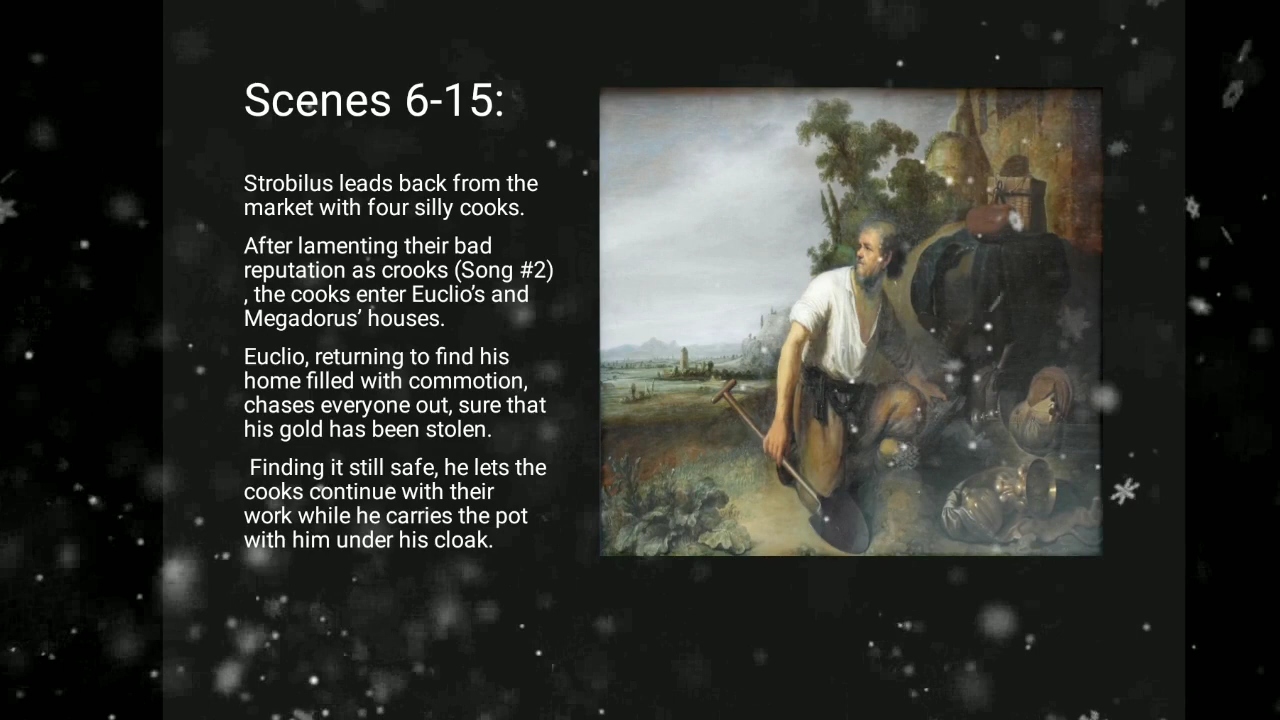 Scenes 6-15:
Strobilus leads back from the
market with four silly cooks.
After lamenting their bad
reputation as crooks (Song #2)
, the cooks enter Euclio’s and
Megadorus’ houses.
Euclio, returning to find his
home filled with commotion,
chases everyone out, sure that
his gold has been stolen.
Finding it still safe, he lets the
cooks continue with their
work while he carries the pot
with him under his cloak.